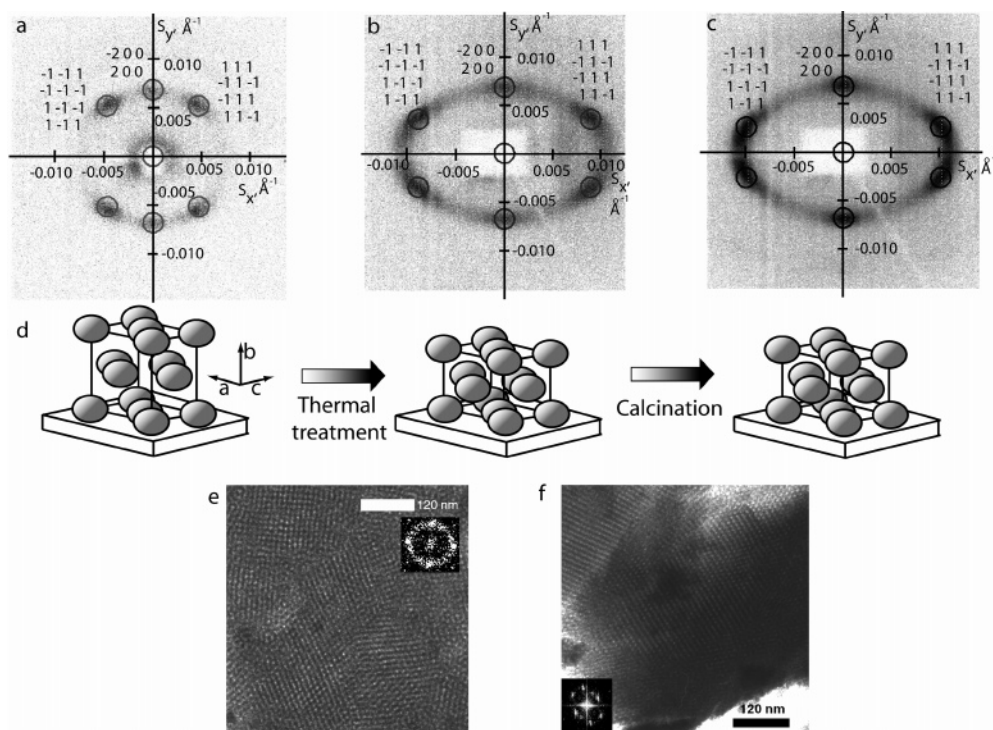 a
Sy, Å-1
-2 0 0
2 0 0
0.010
-1 -1 1
-1 -1 -1
1 -1 -1
1 -1 1
1 1 1
-1 1 -1
-1 1 1
1 1 -1
0.005
-0.010
-0.005
0.005
0.010
Sx, Å-1
-0.005
-0.010
b
Sy, Å-1
-2 0 0
2 0 0
0.010
-1 -1 1
-1 -1 -1
1 -1 -1
1 -1 1
1 1 1
-1 1 -1
-1 1 1
1 1 -1
0.005
-0.010
-0.005
0.005
0.010
Sx,
Å-1
-0.005
-0.010
c
Sy, Å-1
-2 0 0
2 0 0
0.010
-1 -1 1
-1 -1 -1
1 -1 -1
1 -1 1
1 1 1
-1 1 -1
-1 1 1
1 1 -1
0.005
-0.010
-0.005
0.005
0.010
Sx, Å-1
-0.005
-0.010
d
b
a
c
Thermal
treatment
Calcination
e
120 nm
f
120 nm